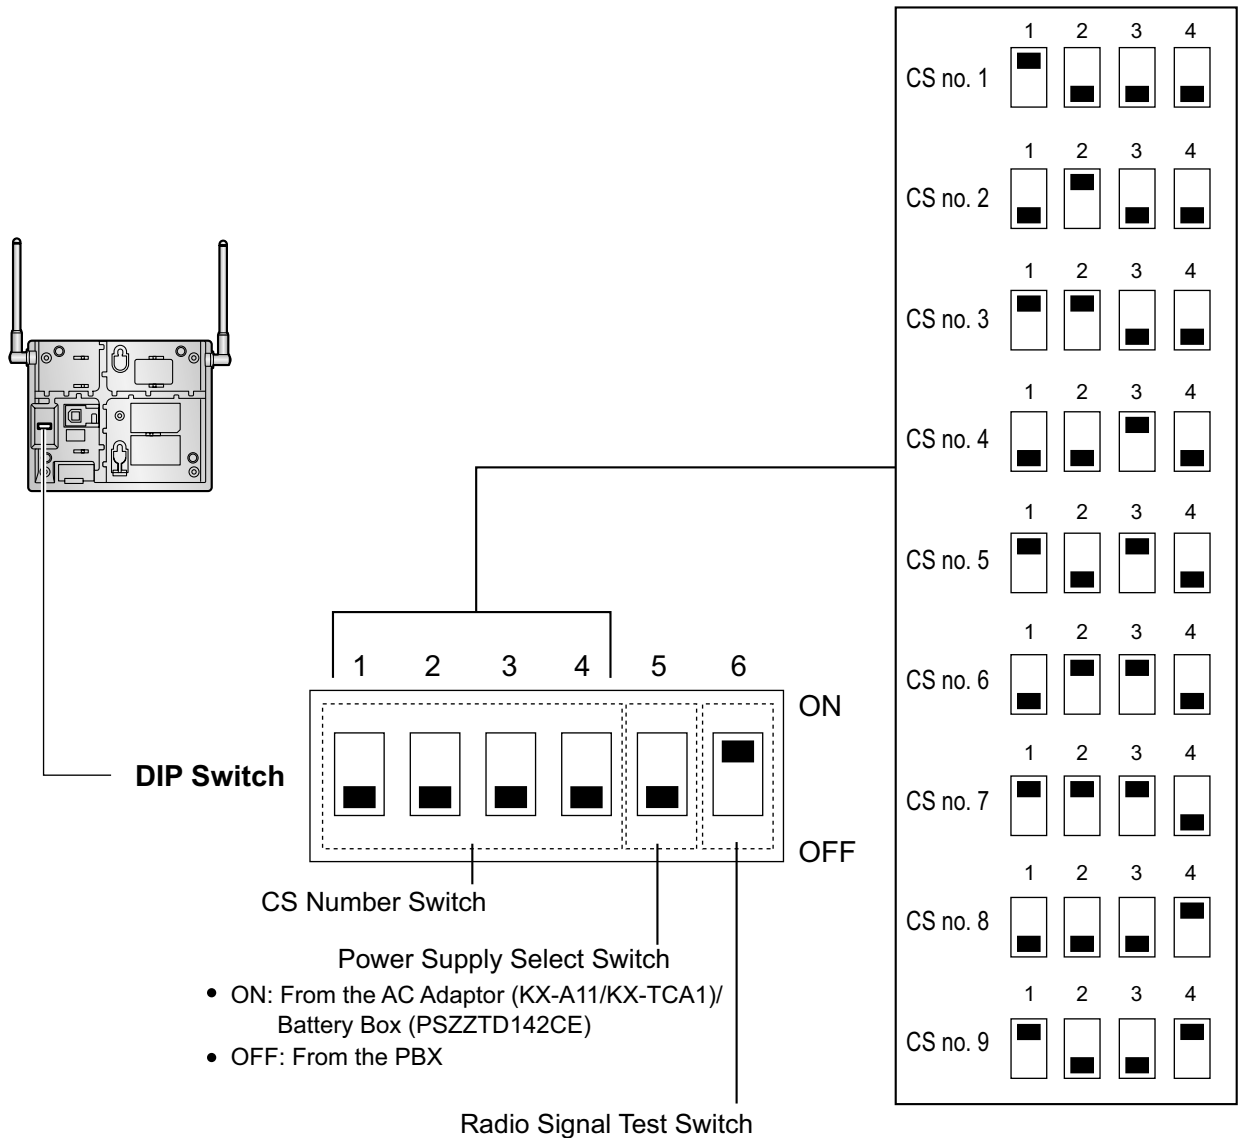 1 2 3 4
CS no. 1
1 2 3 4
CS no. 2
1 2 3 4
CS no. 3
1 2 3 4
CS no. 4
1 2 3 4
CS no. 5
1 2 3 4
CS no. 6
1 2 3 4
CS no. 7
1 2 3 4
CS no. 8
1 2 3 4
CS no. 9
1 2 3 4 5 6
ON
DIP Switch
OFF
CS Number Switch
Power Supply Select Switch
• ON: From the AC Adaptor (KX-A11/KX-TCA1)/
Battery Box (PSZZTD142CE)
• OFF: From the PBX
Radio Signal Test Switch